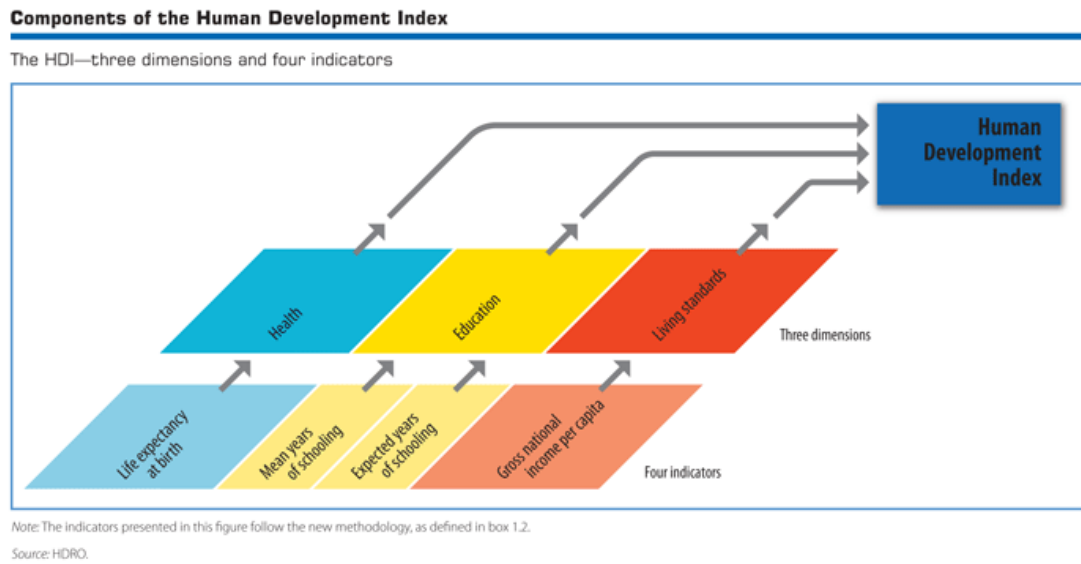 Components of the Human Development Index
The HDI—three dimensions and four indicators
Human
Development
Index
Health
Education
Living standards
Three dimensions
Life expectancy
at birth
Mean years
of schooling
Expected years
of schooling
Gross national
income per capita
Four indicators
Note: The indicators presented in this figure follow the new methodology, as defined in box 1.2.
Source: HDRO.